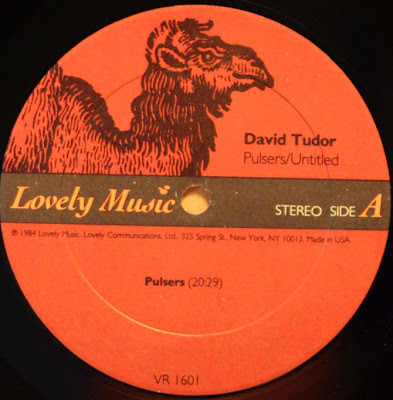 David Tudor
Pulsers/Untitled
Lovely Music
STEREO SIDE A
℗ 1984 Lovely Music, Lovely Communications, Ltd., 325 Spring St., New York, NY 10013. Made in USA.
Pulsers (20:29)
VR 1601